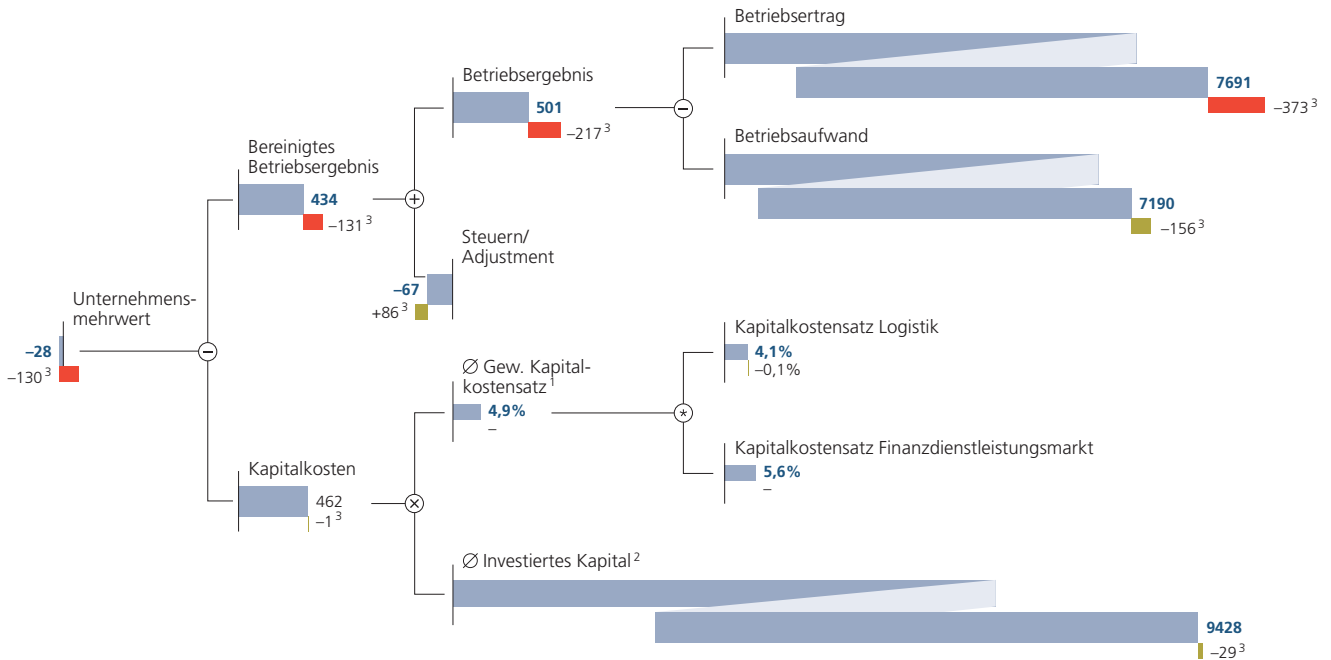 Betriebsertrag
7691
–373 ³
Betriebsergebnis
501
–217 ³
–
Betriebsaufwand
7190
–156 ³
Bereinigtes
Betriebsergebnis
434
–131 ³
+
Steuern/
Adjustment
–67
+86 ³
Unternehmens-
mehrwert
–28
–130 ³
–
Kapitalkostensatz Logistik
4,1%
–0,1%
∅ Gew. Kapital-
kostensatz ¹
4,9%
–
*
Kapitalkostensatz Finanzdienstleistungsmarkt
5,6%
–
Kapitalkosten
462
–1 ³
×
∅ Investiertes Kapital ²
9428
–29 ³